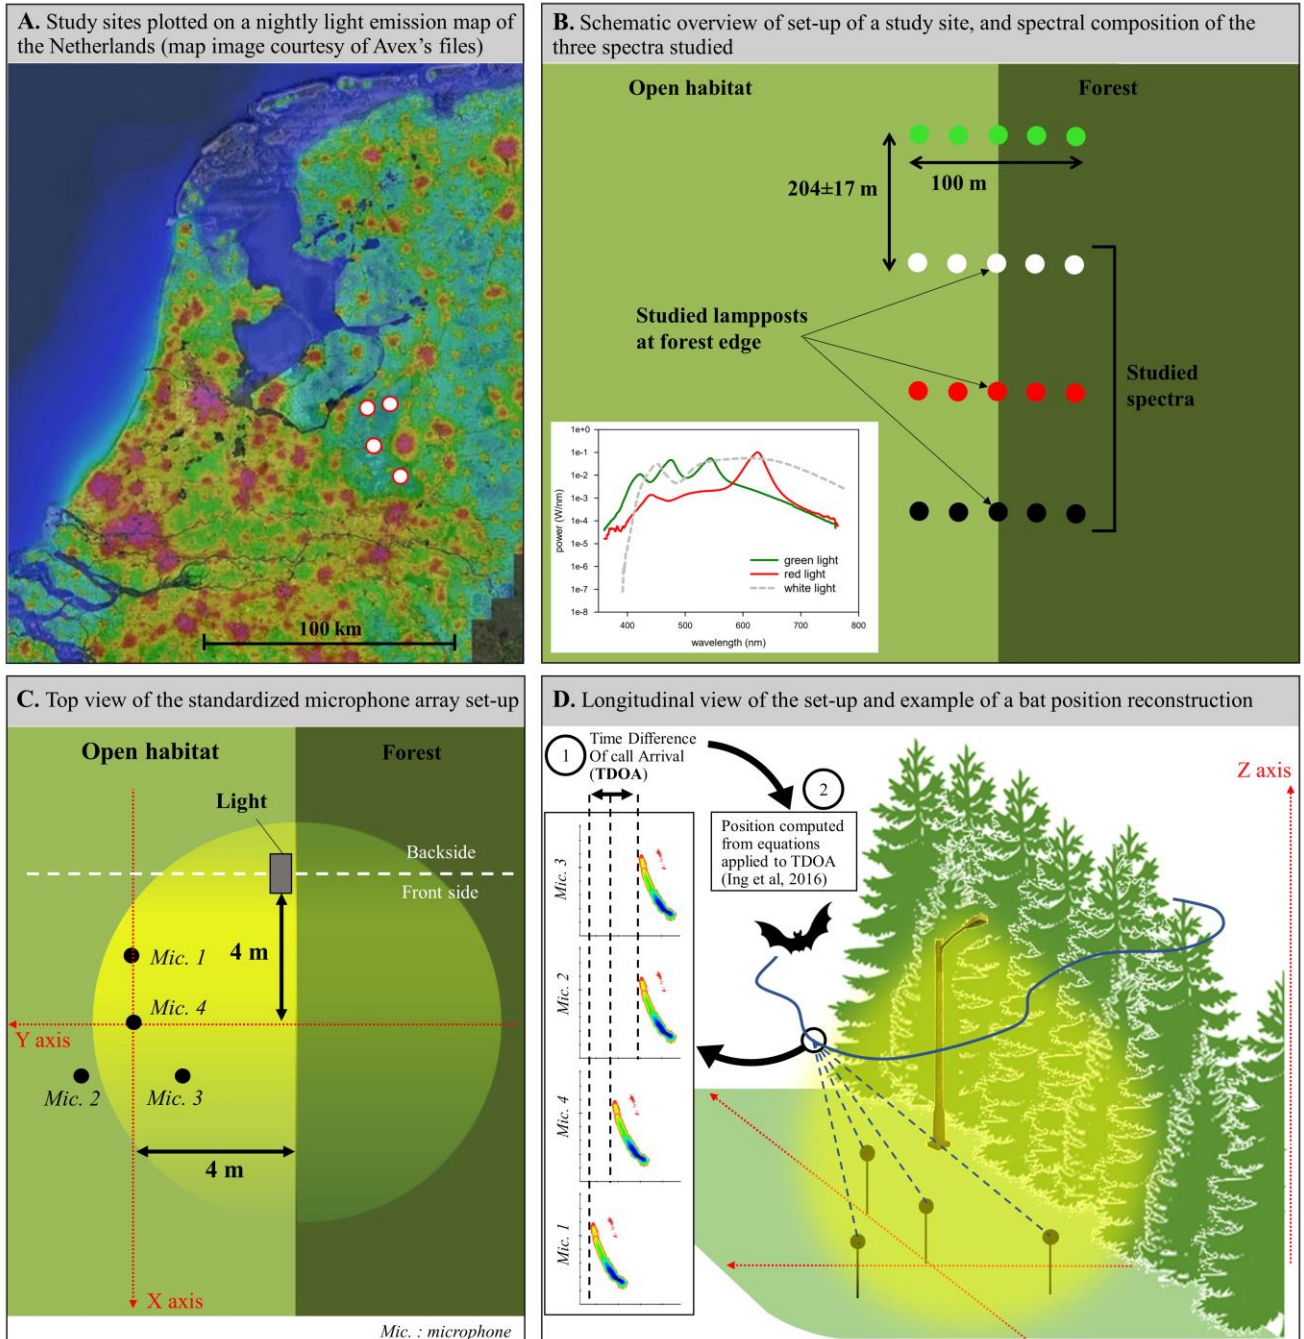 A. Study sites plotted on a nightly light emission map of
the Netherlands (map image courtesy of Avex's files)
100 km
B. Schematic overview of set-up of a study site, and spectral composition of the
three spectra studied
Open habitat
Forest
204±17 m
100 m
Studied lampposts
at forest edge
Studied
spectra
1e+0
1e-1
1e-2
1e-3
1e-4
1e-5
1e-6
1e-7
1e-8
power (W/nm)
green light
red light
white light
400 500 600 700 800
wavelength (nm)
C. Top view of the standardized microphone array set-up
Open habitat
Forest
Light
Backside
Front side
Mic. 1
4 m
Mic. 4
Y axis
Mic. 2
Mic. 3
4 m
X axis
Mic. : microphone
D. Longitudinal view of the set-up and example of a bat position reconstruction
1
Time Difference
Of call Arrival
(TDOA)
2
Position computed
from equations
applied to TDOA
(Ing et al, 2016)
Z axis
Mic. 3
Mic. 2
Mic. 4
Mic. 1